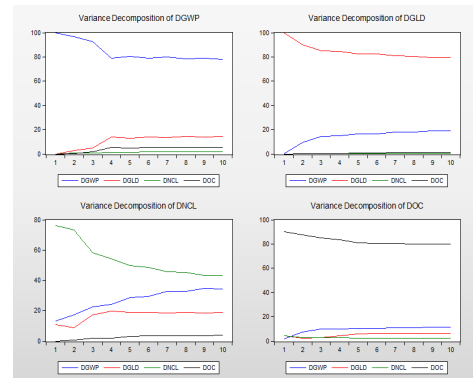 Variance Decomposition of DGWP
100
80
60
40
20
0
1 2 3 4 5 6 7 8 9 10
DGWP DGLD DNCL DOC
Variance Decomposition of DGLD
100
80
60
40
20
0
1 2 3 4 5 6 7 8 9 10
DGWP DGLD DNCL DOC
Variance Decomposition of DNCL
80
60
40
20
0
1 2 3 4 5 6 7 8 9 10
DGWP DGLD DNCL DOC
Variance Decomposition of DOC
100
80
60
40
20
0
1 2 3 4 5 6 7 8 9 10
DGWP DGLD DNCL DOC